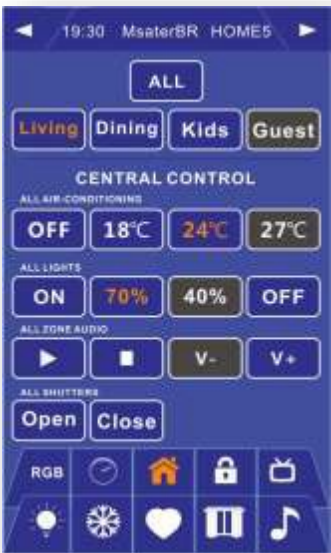 19:30 MsaterBR HOME5
ALL
Living Dining Kids Guest
CENTRAL CONTROL
ALL AIR-CONDITIONING
OFF 18℃ 24℃ 27℃
ALL LIGHTS
ON 70% 40% OFF
ALL ZONE AUDIO
V- V+
ALL SHUTTERS
Open Close
RGB